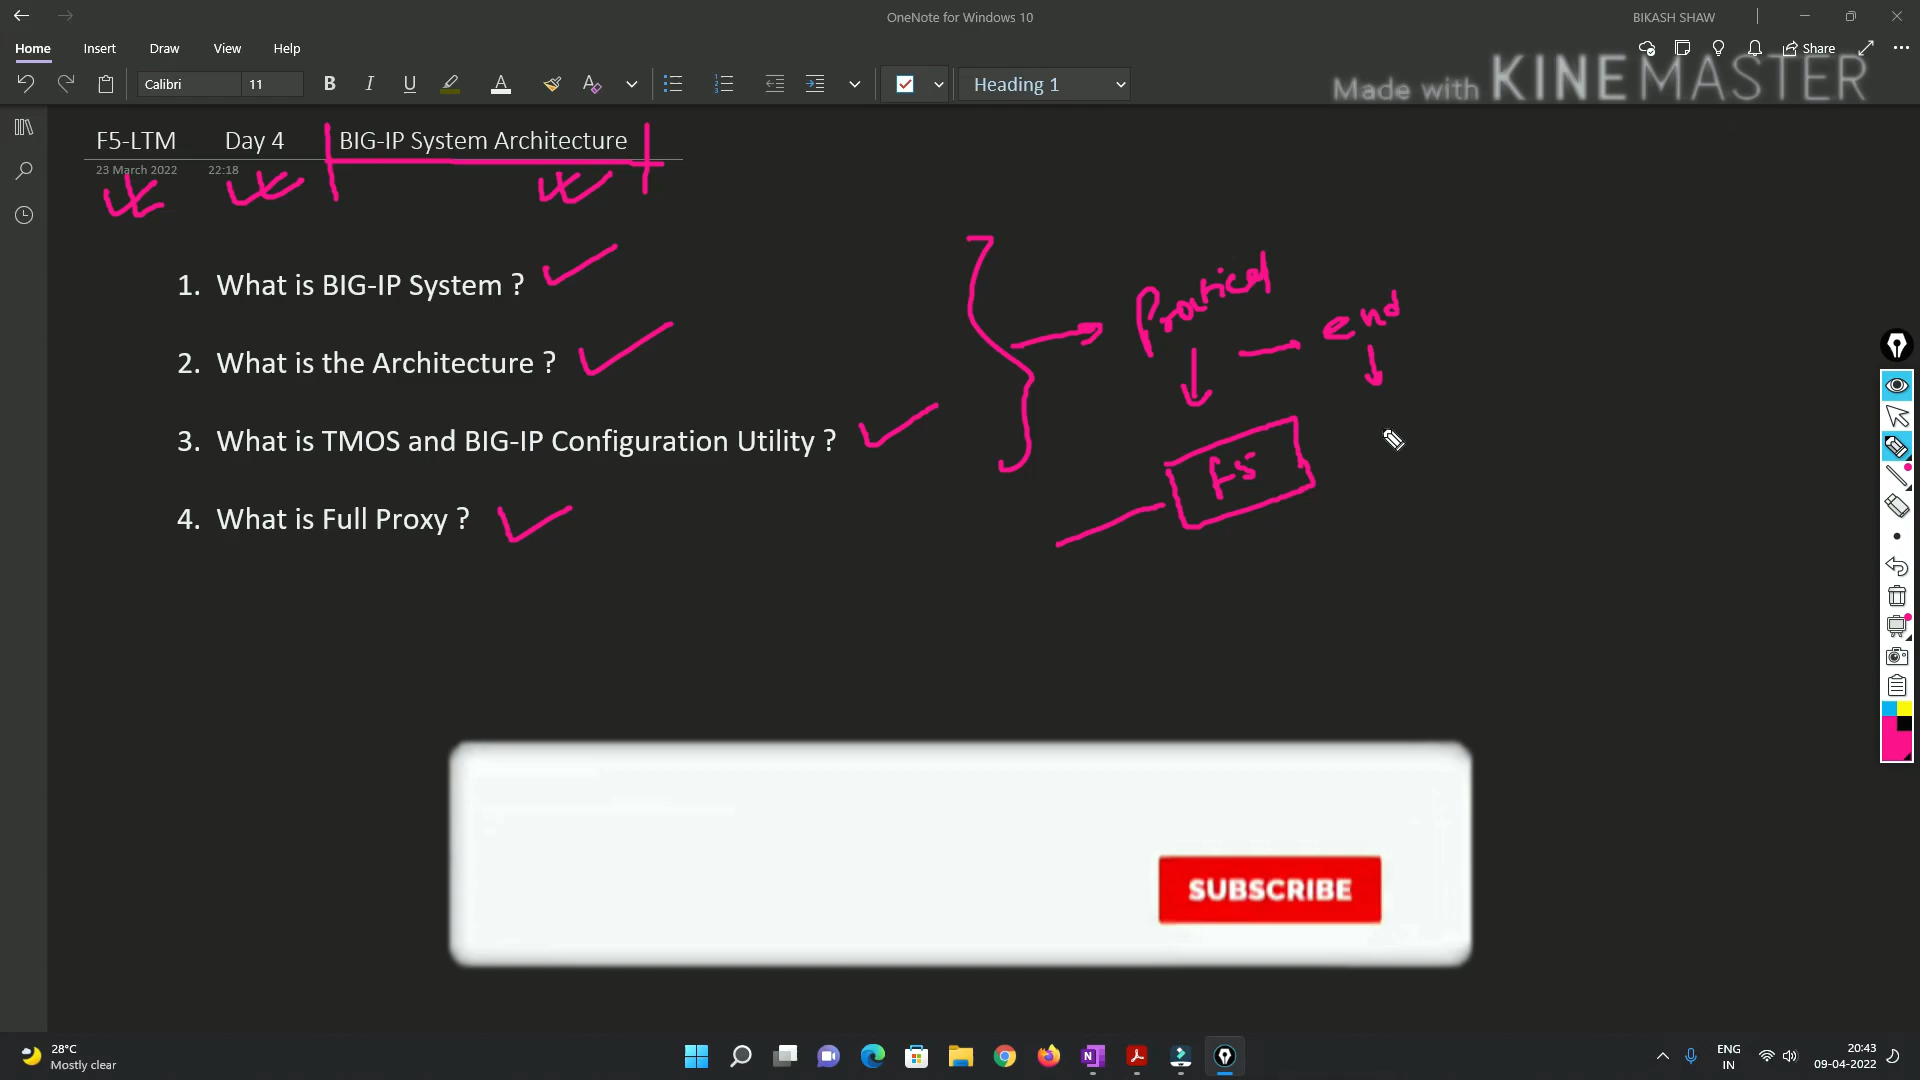 OneNote for Windows 10
BIKASH SHAW
Home Insert Draw View Help
Share
Calibri 11 B I U A A Heading 1
Made with KINEMASTER
F5-LTM Day 4 BIG-IP System Architecture
23 March 2022 22:18
1. What is BIG-IP System ?
2. What is the Architecture ?
3. What is TMOS and BIG-IP Configuration Utility ?
4. What is Full Proxy ?
Pratical
end
F5
SUBSCRIBE
28°C
Mostly clear
ENG
IN
20:43
09-04-2022